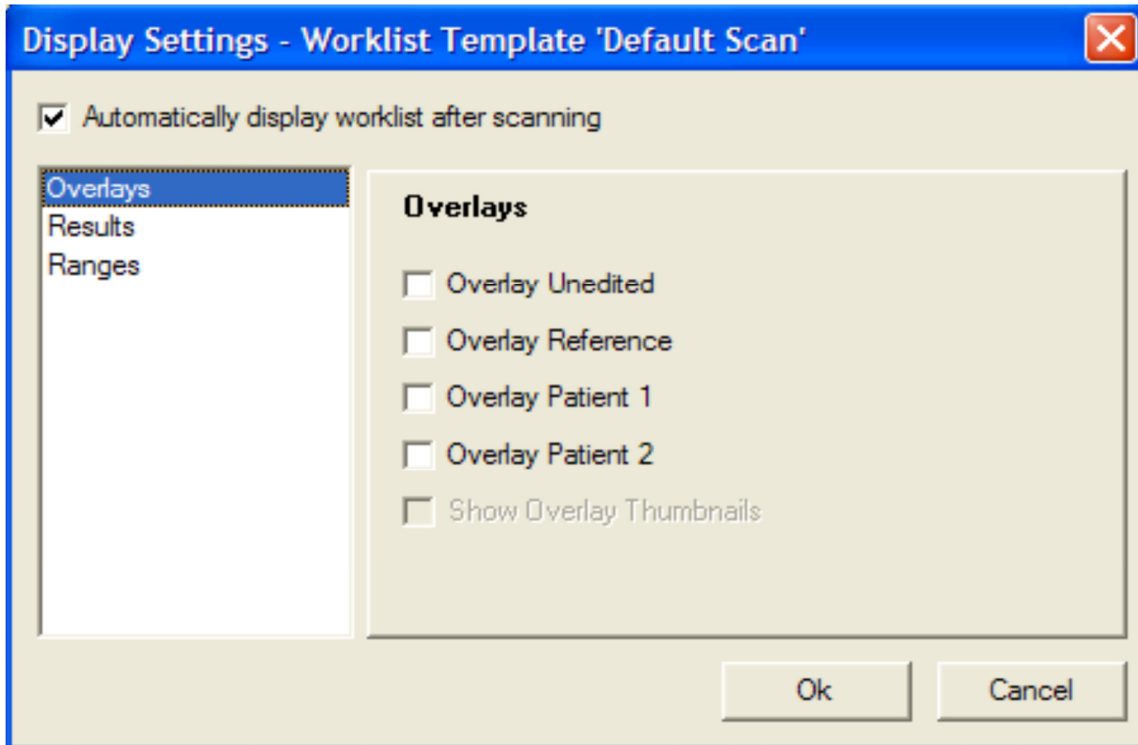 Display Settings - Worklist Template 'Default Scan'
Automatically display worklist after scanning
Overlays
Results
Ranges
Overlays
Overlay Unedited
Overlay Reference
Overlay Patient 1
Overlay Patient 2
Show Overlay Thumbnails
Ok
Cancel